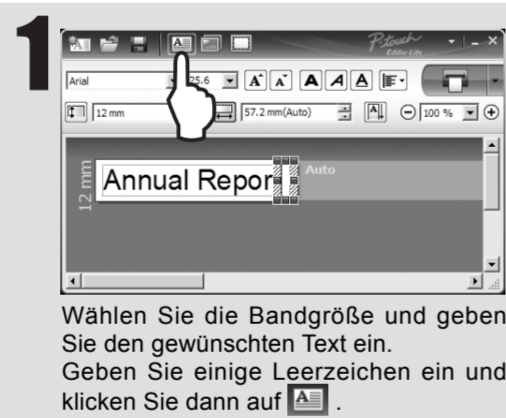 1
P-touch
Editor Lite
Arial
25.6
A A A A A
12 mm
57.2 mm(Auto)
A
100 %
12 mm
Annual Repor
Auto
Wählen Sie die Bandgröße und geben
Sie den gewünschten Text ein.
Geben Sie einige Leerzeichen ein und
klicken Sie dann auf A .